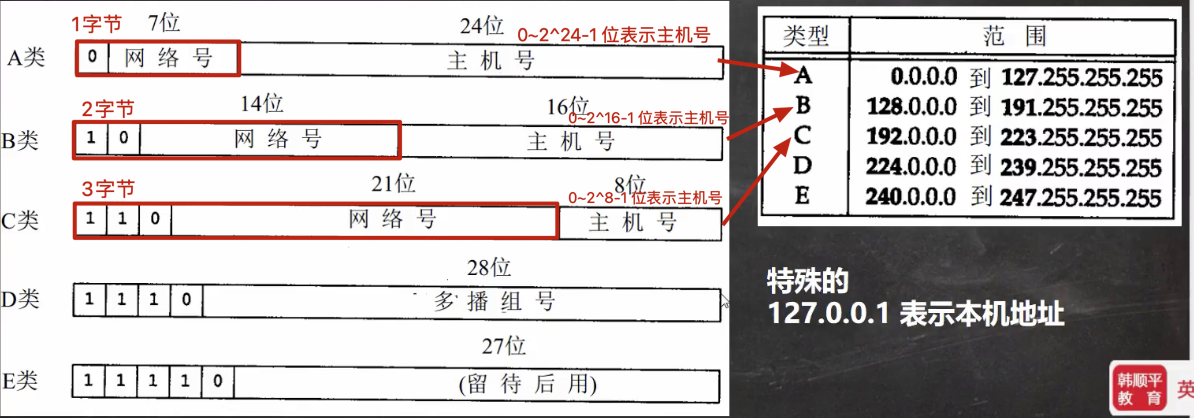 1字节 7位 24位
0~2^24-1 位表示主机号
A类 0 网络号 主机号
2字节 14位 16位
0~2^16-1 位表示主机号
B类 1 0 网络号 主机号
3字节 21位 8位
0~2^8-1 位表示主机号
C类 1 1 0 网络号 主机号
28位
D类 1 1 1 0 多播组号
27位
E类 1 1 1 1 0 (留待后用)
类型 范围
A 0.0.0.0 到 127.255.255.255
B 128.0.0.0 到 191.255.255.255
C 192.0.0.0 到 223.255.255.255
D 224.0.0.0 到 239.255.255.255
E 240.0.0.0 到 247.255.255.255
特殊的
127.0.0.1 表示本机地址
韩顺平
教育
英